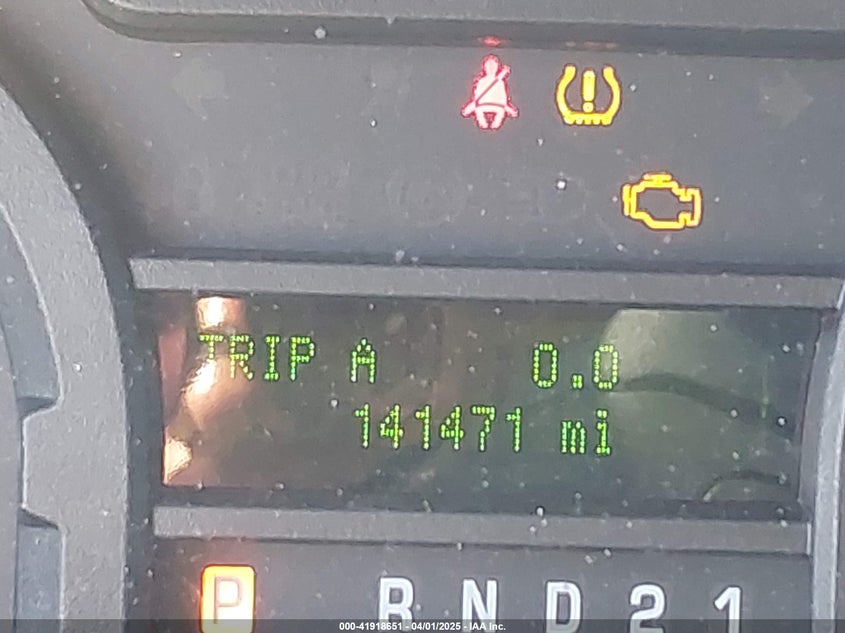 TRIP A 0.0
141471 mi
P R N D 2 1
000-41918651 - 04/01/2025 - IAA Inc.